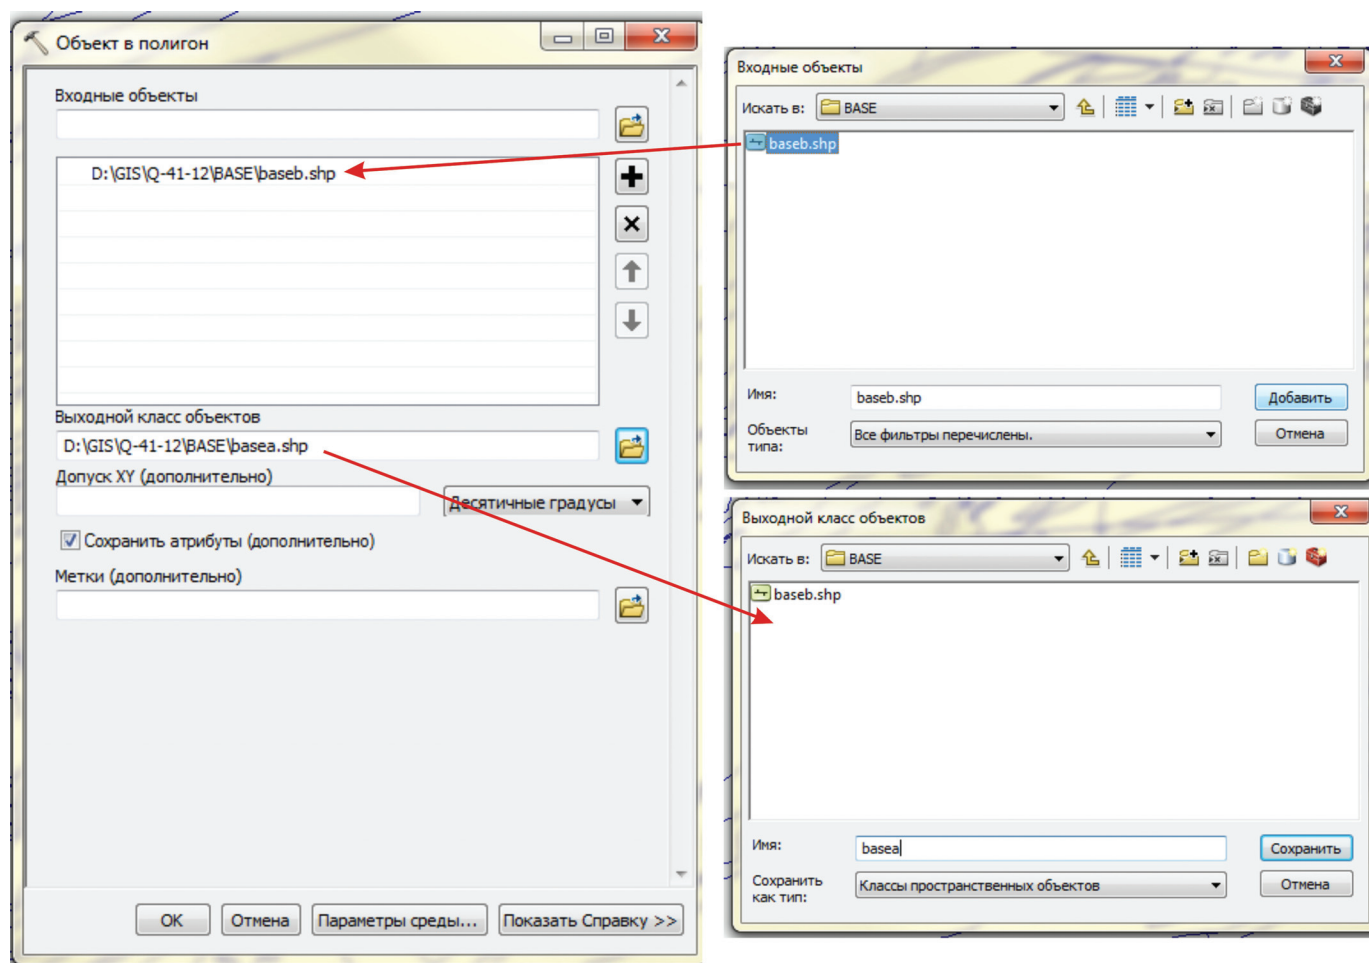 Объект в полигон
Входные объекты
D:\GIS\Q-41-12\BASE\baseb.shp
Выходной класс объектов
D:\GIS\Q-41-12\BASE\basea.shp
Допуск XY (дополнительно)
Десятичные градусы
Сохранить атрибуты (дополнительно)
Метки (дополнительно)
OK
Отмена
Параметры среды...
Показать Справку >>
Входные объекты
Искать в:
BASE
baseb.shp
Имя:
baseb.shp
Добавить
Объекты
типа:
Все фильтры перечислены.
Отмена
Выходной класс объектов
Искать в:
BASE
baseb.shp
Имя:
basea
Сохранить
Сохранить
как тип:
Классы пространственных объектов
Отмена